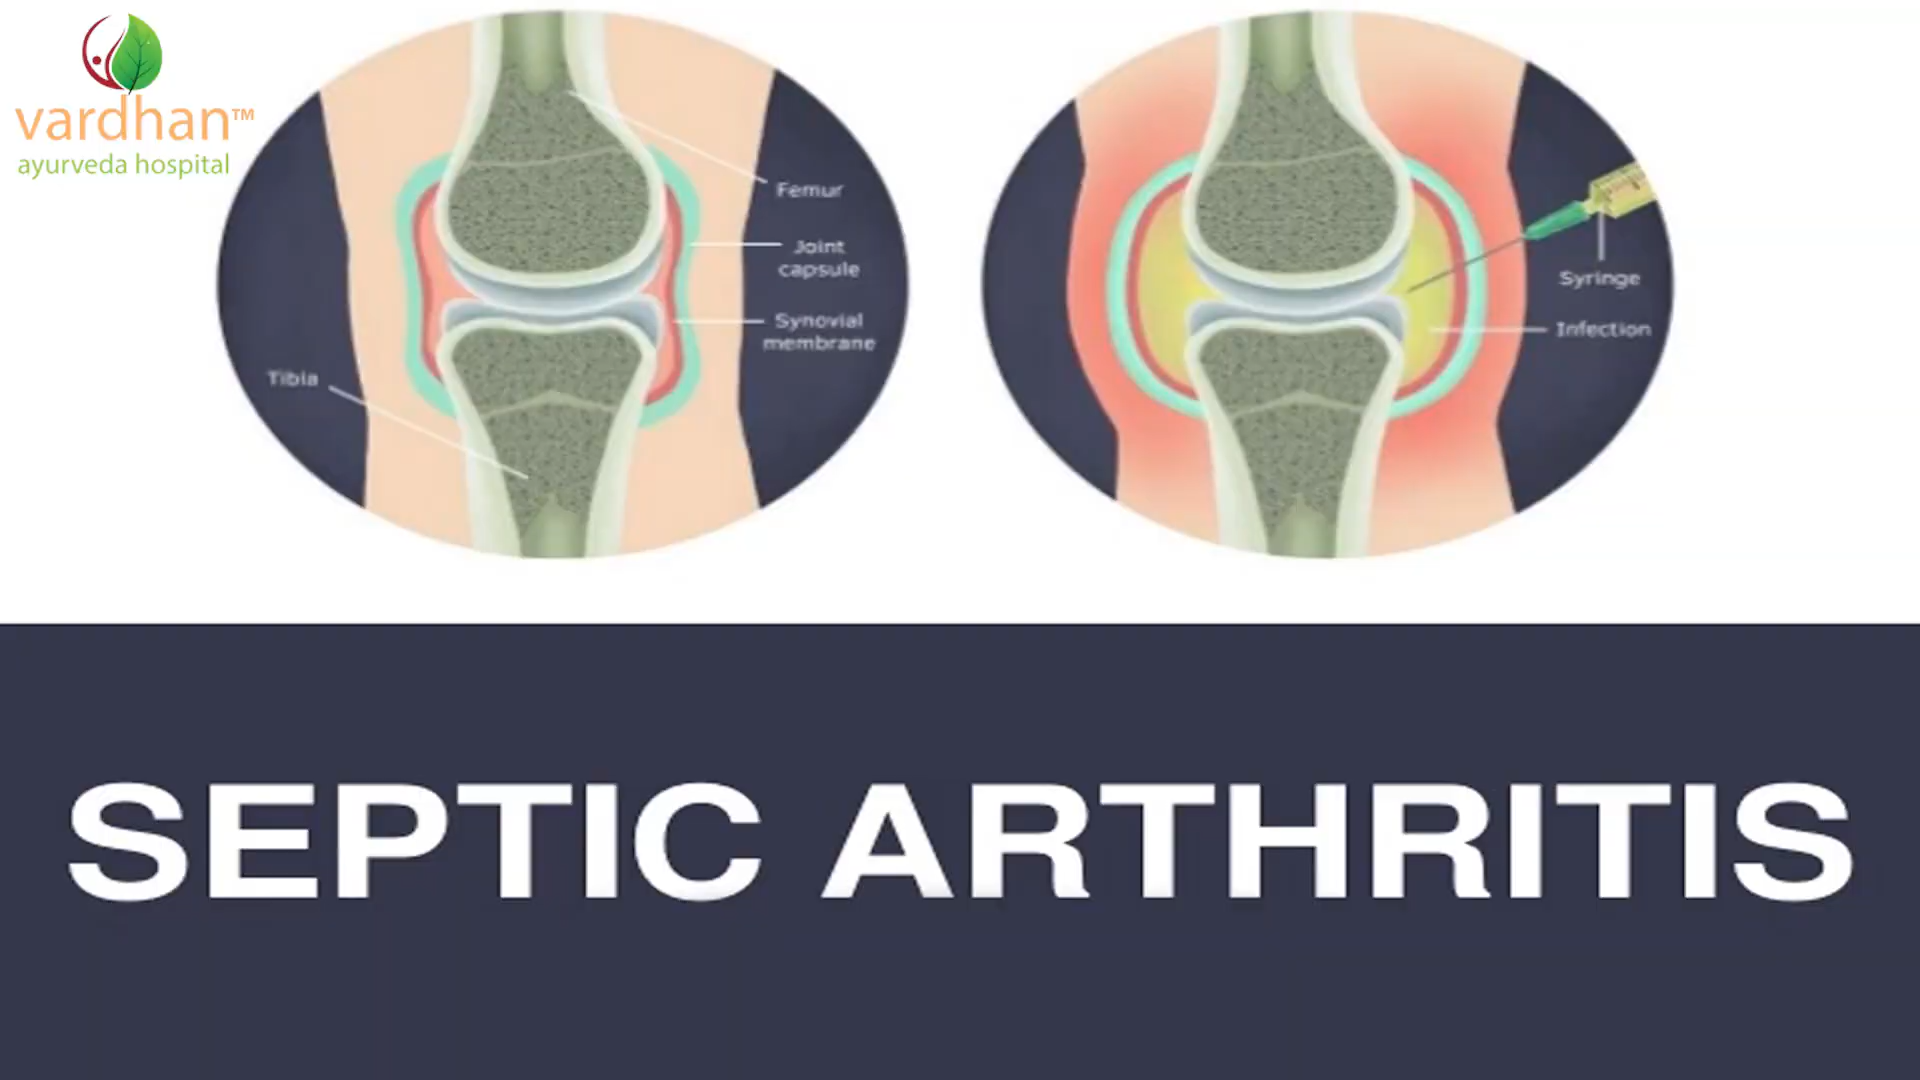 vardhan™
ayurveda hospital
Femur
Joint
capsule
Synovial
membrane
Tibia
Syringe
Infection
SEPTIC ARTHRITIS